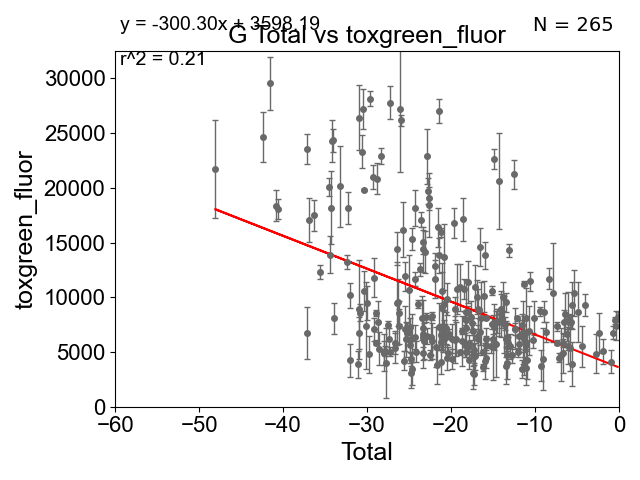 y = -300.30x + 3598.19
N = 265
G Total vs toxgreen_fluor
r^2 = 0.21
toxgreen_fluor
30000
25000
20000
15000
10000
5000
0
−60
−50
−40
−30
−20
−10
0
Total